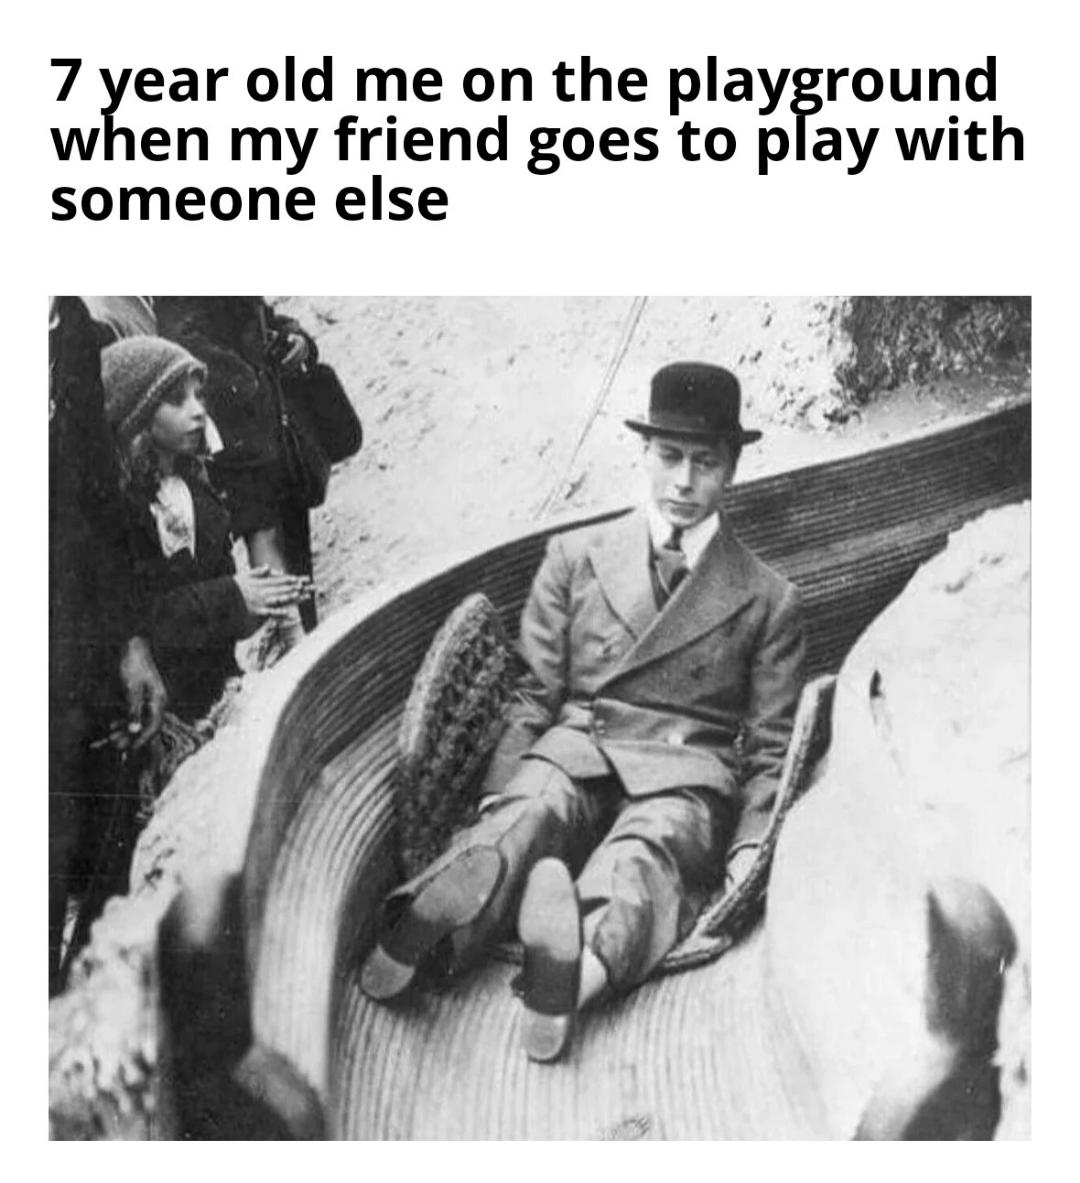 7 year old me on the playground
when my friend goes to play with
someone else